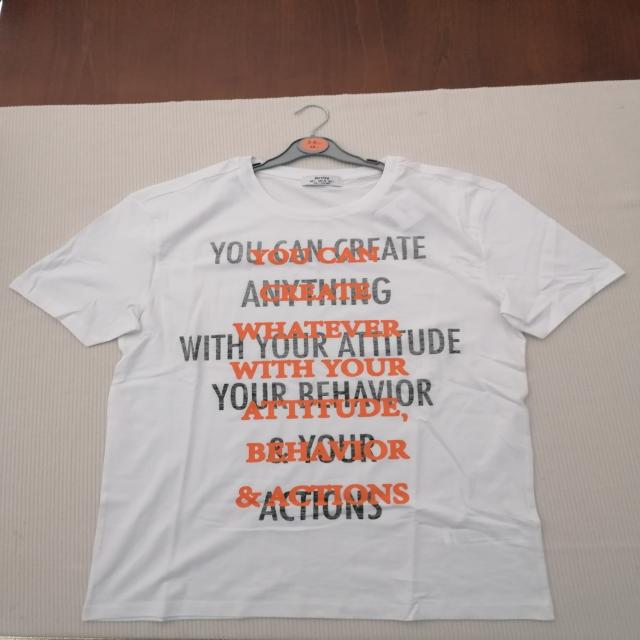 YOU CAN CREATE
ANYTHING
WITH YOUR ATTITUDE
YOUR BEHAVIOR
& YOUR
ACTIONS
YOU CAN
CREATE
WHATEVER
WITH YOUR
ATTITUDE,
BEHAVIOR
& ACTIONS